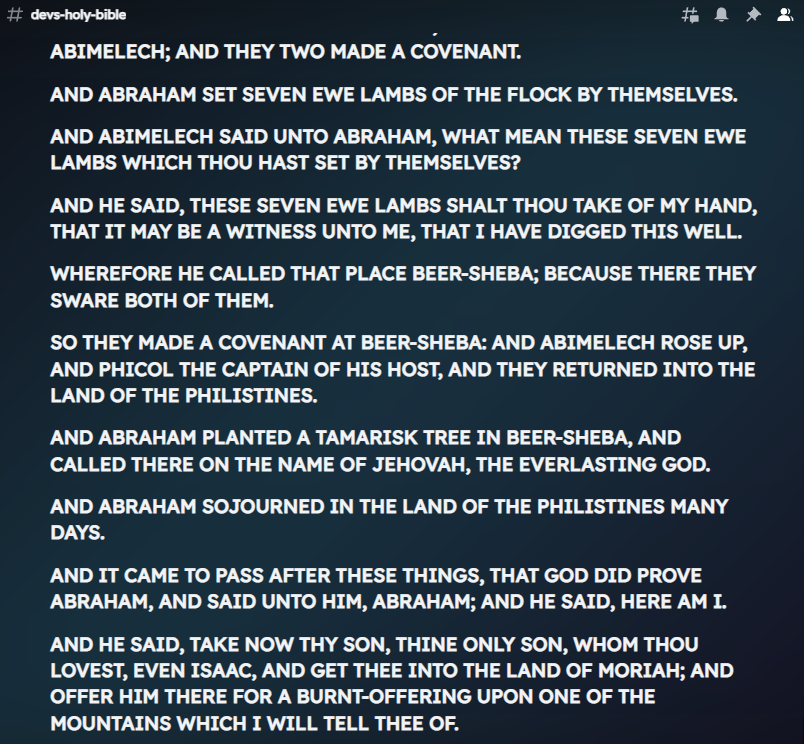 devs-holy-bible
ABIMELECH; AND THEY TWO MADE A COVENANT.
AND ABRAHAM SET SEVEN EWE LAMBS OF THE FLOCK BY THEMSELVES.
AND ABIMELECH SAID UNTO ABRAHAM, WHAT MEAN THESE SEVEN EWE
LAMBS WHICH THOU HAST SET BY THEMSELVES?
AND HE SAID, THESE SEVEN EWE LAMBS SHALT THOU TAKE OF MY HAND,
THAT IT MAY BE A WITNESS UNTO ME, THAT I HAVE DIGGED THIS WELL.
WHEREFORE HE CALLED THAT PLACE BEER-SHEBA; BECAUSE THERE THEY
SWARE BOTH OF THEM.
SO THEY MADE A COVENANT AT BEER-SHEBA: AND ABIMELECH ROSE UP,
AND PHICOL THE CAPTAIN OF HIS HOST, AND THEY RETURNED INTO THE
LAND OF THE PHILISTINES.
AND ABRAHAM PLANTED A TAMARISK TREE IN BEER-SHEBA, AND
CALLED THERE ON THE NAME OF JEHOVAH, THE EVERLASTING GOD.
AND ABRAHAM SOJOURNED IN THE LAND OF THE PHILISTINES MANY
DAYS.
AND IT CAME TO PASS AFTER THESE THINGS, THAT GOD DID PROVE
ABRAHAM, AND SAID UNTO HIM, ABRAHAM; AND HE SAID, HERE AM I.
AND HE SAID, TAKE NOW THY SON, THINE ONLY SON, WHOM THOU
LOVEST, EVEN ISAAC, AND GET THEE INTO THE LAND OF MORIAH; AND
OFFER HIM THERE FOR A BURNT-OFFERING UPON ONE OF THE
MOUNTAINS WHICH I WILL TELL THEE OF.